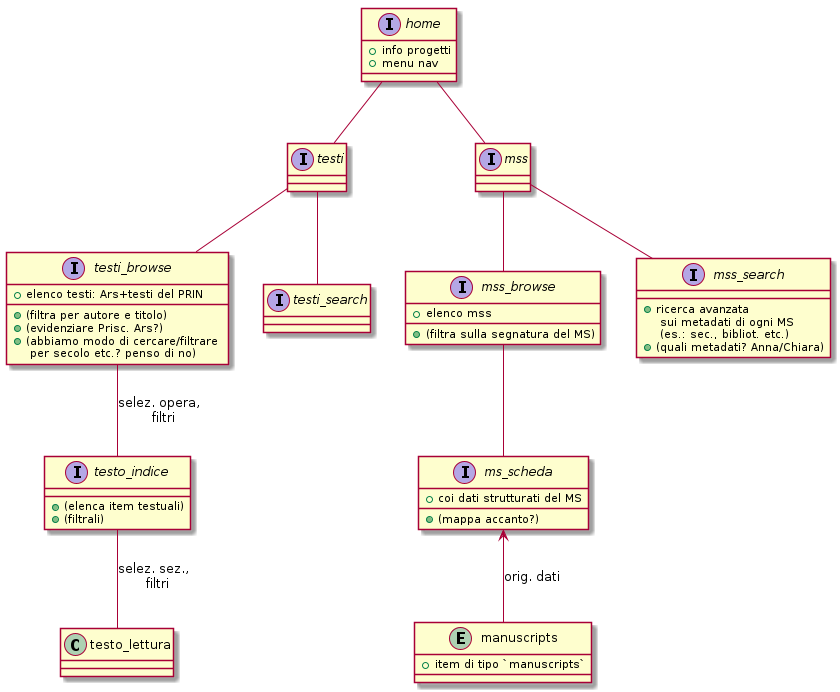 I home
info progetti
menu nav
I testi
I mss
I testi_browse
elenco testi: Ars+testi del PRIN
(filtra per autore e titolo)
(evidenziare Prisc. Ars?)
(abbiamo modo di cercare/filtrare
per secolo etc.? penso di no)
I testi_search
I mss_browse
elenco mss
(filtra sulla segnatura del MS)
I mss_search
ricerca avanzata
sui metadati di ogni MS
(es.: sec., bibliot. etc.)
(quali metadati? Anna/Chiara)
selez. opera,
filtri
I testo_indice
(elenca item testuali)
(filtrali)
I ms_scheda
coi dati strutturati del MS
(mappa accanto?)
selez. sez.,
filtri
orig. dati
C testo_lettura
E manuscripts
item di tipo `manuscripts`